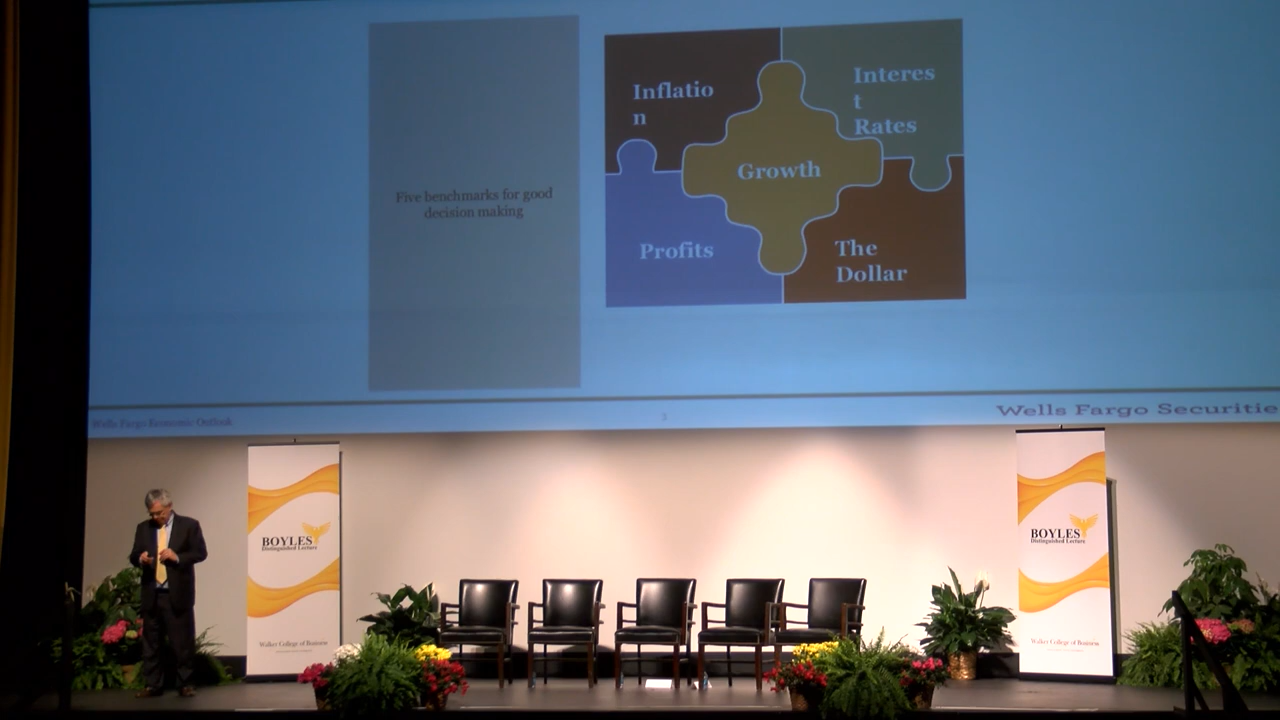 Inflatio
n
Interes
t
Rates
Growth
Five benchmarks for good
decision making
Profits
The
Dollar
Wells Fargo Economic Outlook
Wells Fargo Securitie
BOYLES
Distinguished Lecture
Walker College of Business
BOYLES
Distinguished Lecture
Walker College of Business